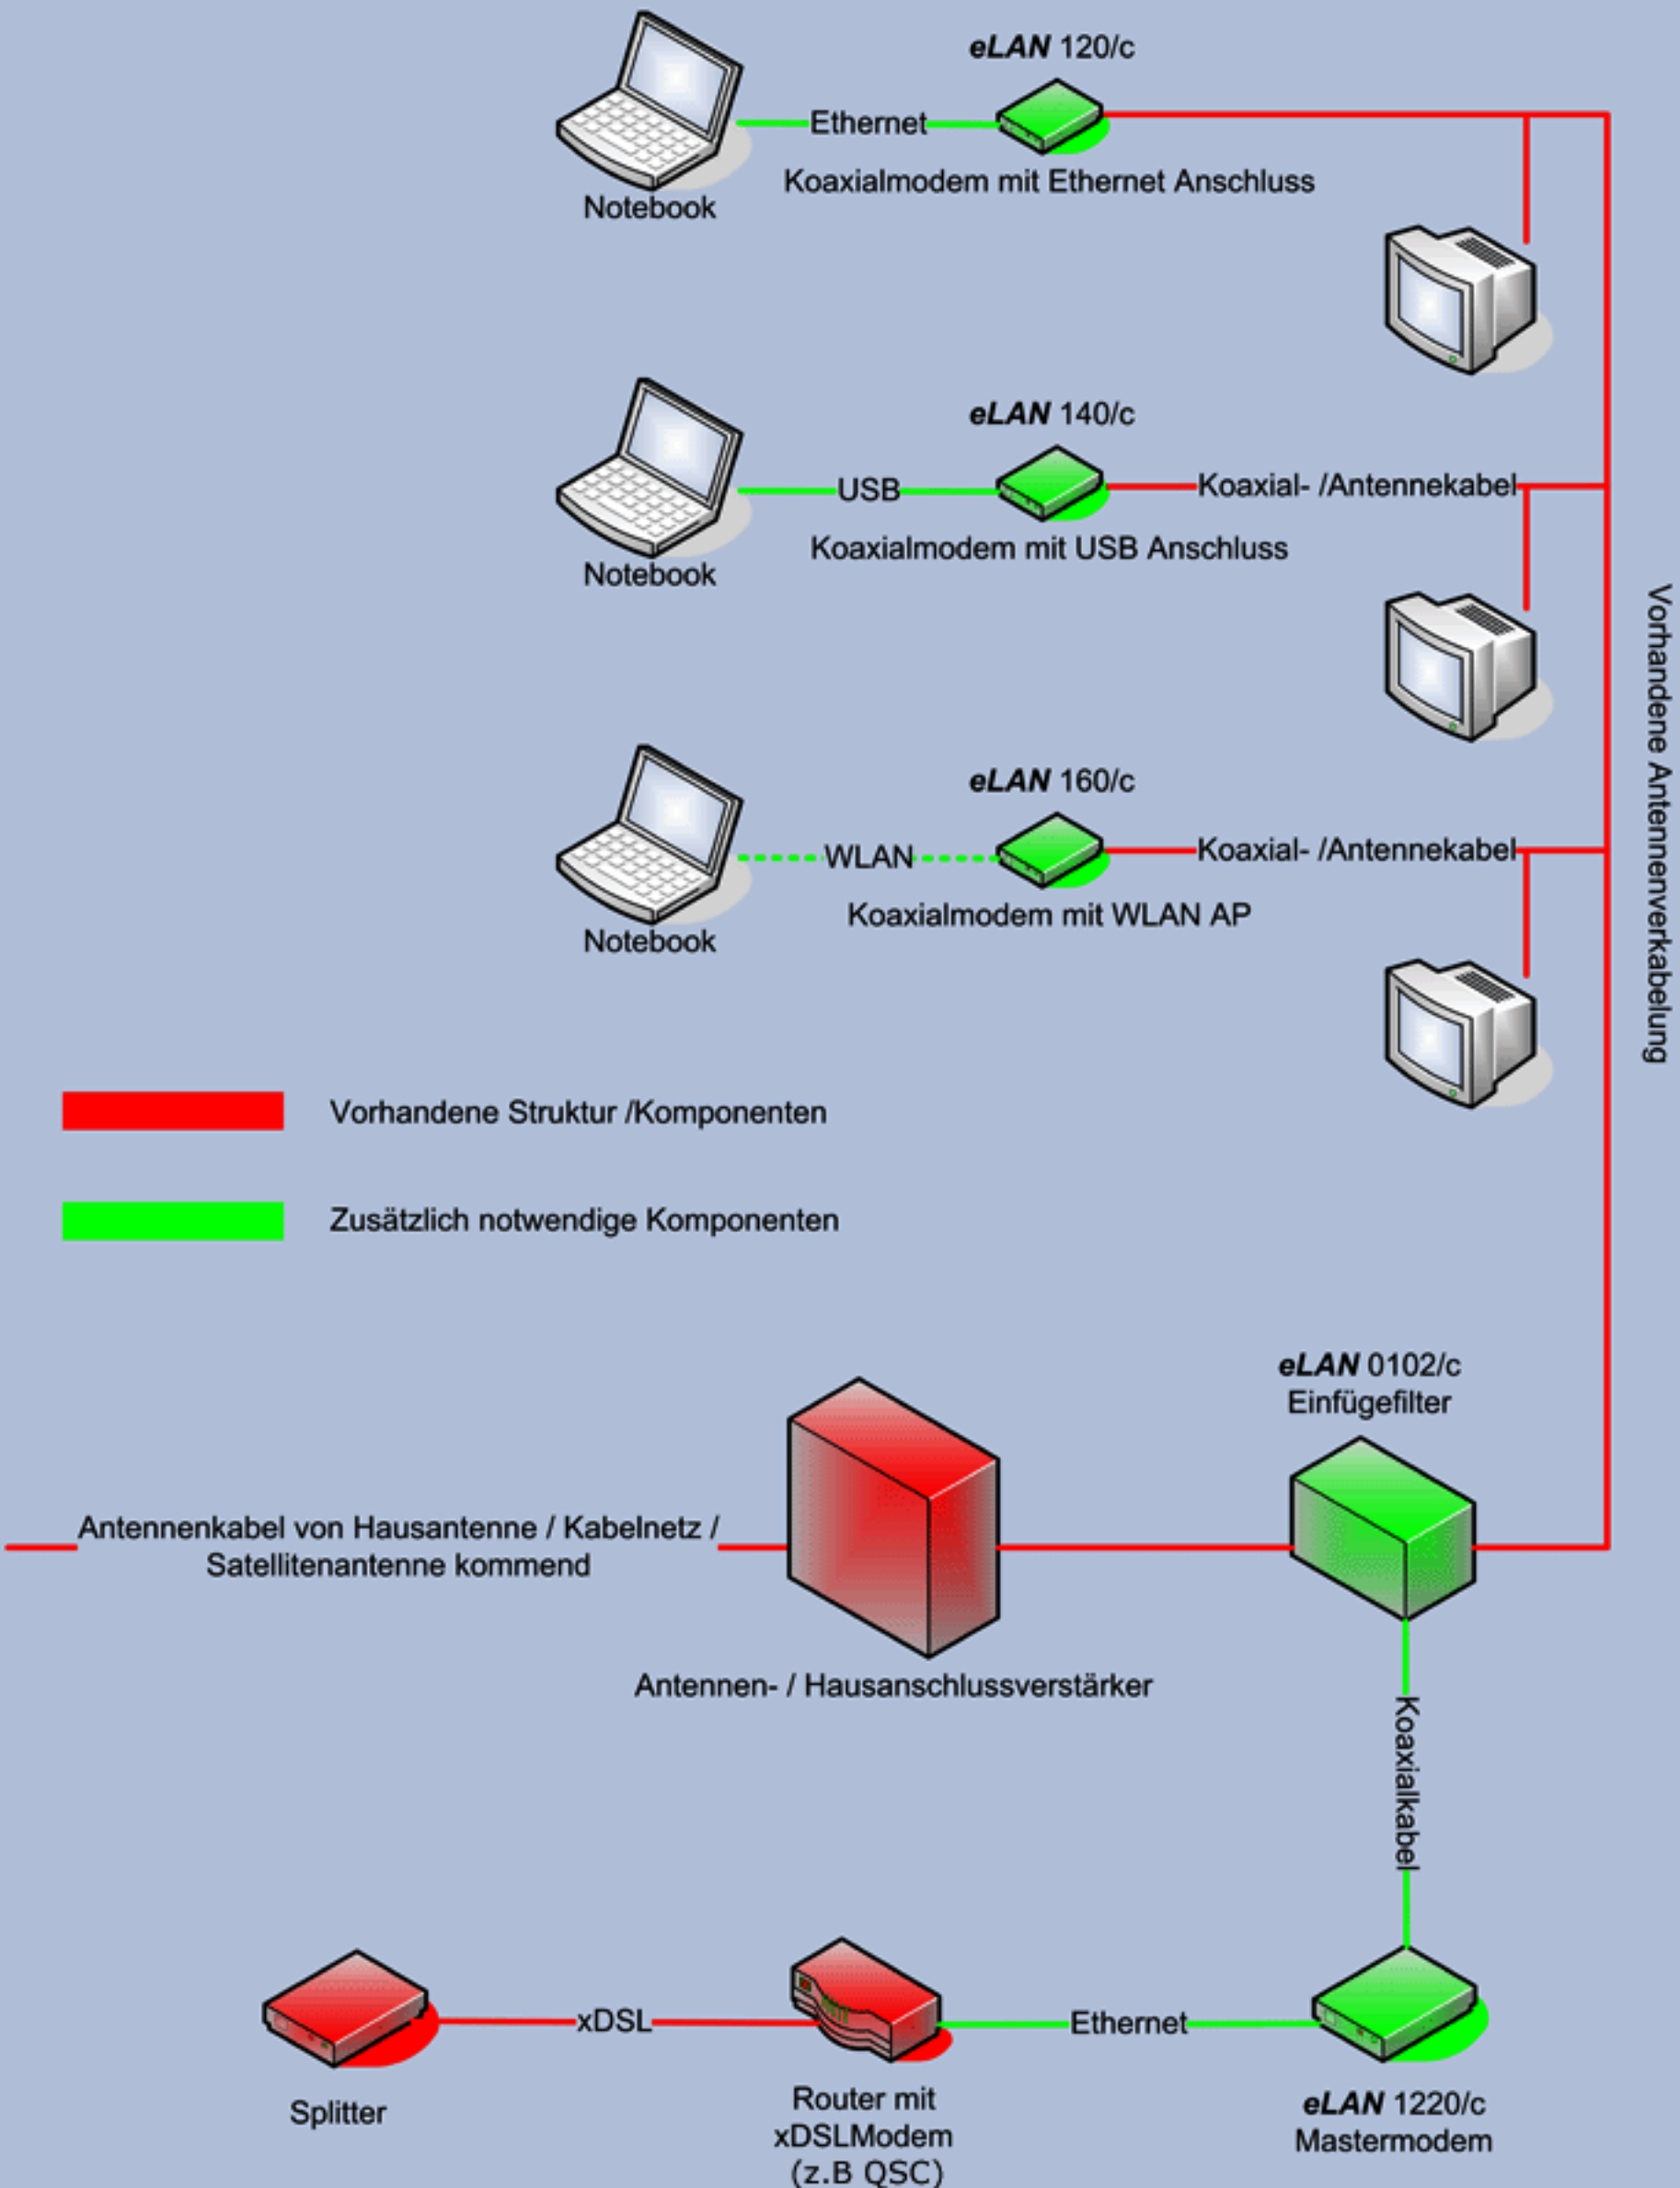 eLAN 120/c
Ethernet
Koaxialmodem mit Ethernet Anschluss
Notebook
eLAN 140/c
USB
Koaxial- /Antennekabel
Koaxialmodem mit USB Anschluss
Notebook
Vorhandene Antennenverkabelung
eLAN 160/c
WLAN
Koaxial- /Antennekabel
Koaxialmodem mit WLAN AP
Notebook
Vorhandene Struktur /Komponenten
Zusätzlich notwendige Komponenten
eLAN 0102/c
Einfügefilter
Antennenkabel von Hausantenne / Kabelnetz /
Satellitenantenne kommend
Antennen- / Hausanschlussverstärker
Koaxialkabel
xDSL
Ethernet
Splitter
Router mit
xDSLModem
(z.B QSC)
eLAN 1220/c
Mastermodem